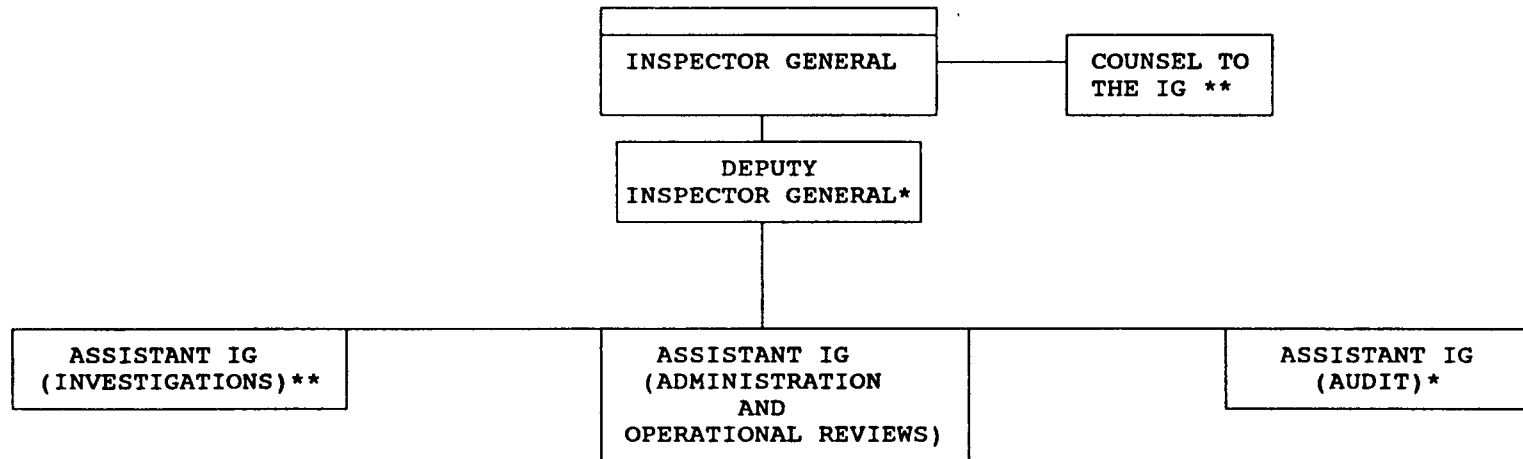 INSPECTOR GENERAL
COUNSEL TO
THE IG **
DEPUTY
INSPECTOR GENERAL*
ASSISTANT IG
(INVESTIGATIONS)**
ASSISTANT IG
(ADMINISTRATION
AND
OPERATIONAL REVIEWS)
ASSISTANT IG
(AUDIT)*